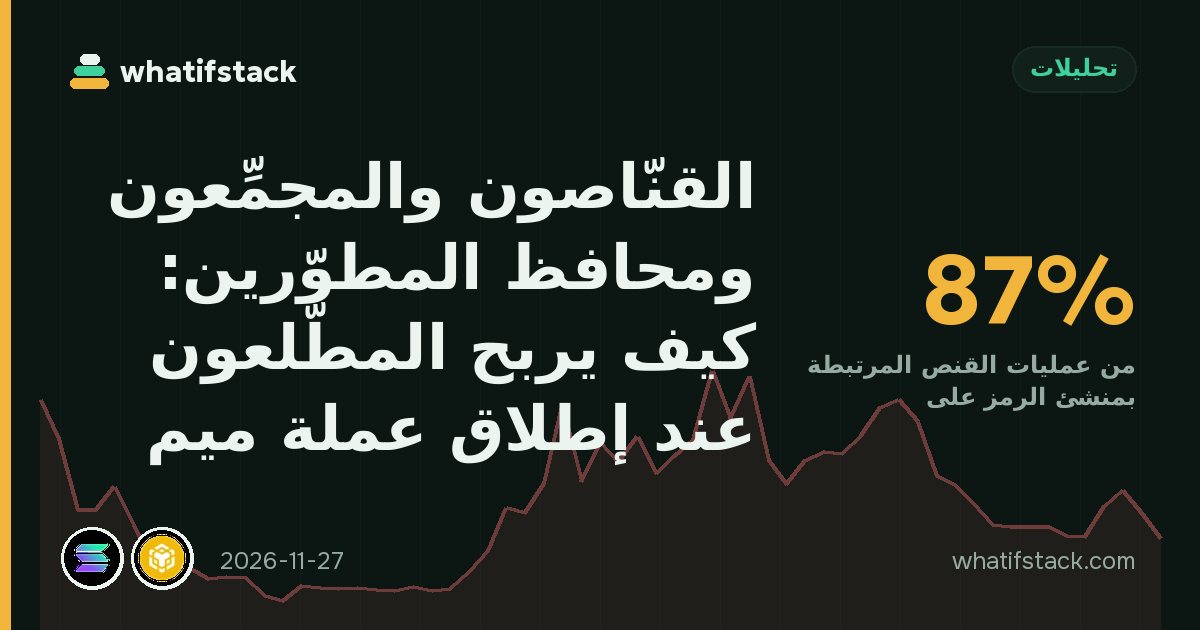 whatifstack
تحليلات
القنّاصون والمجمِّعون
ومحافظ المطوّرين:
كيف يربح المطّلعون
عند إطلاق عملة ميم
87%
من عمليات القنص المرتبطة
بمنشئ الرمز على
2026-11-27
whatifstack.com